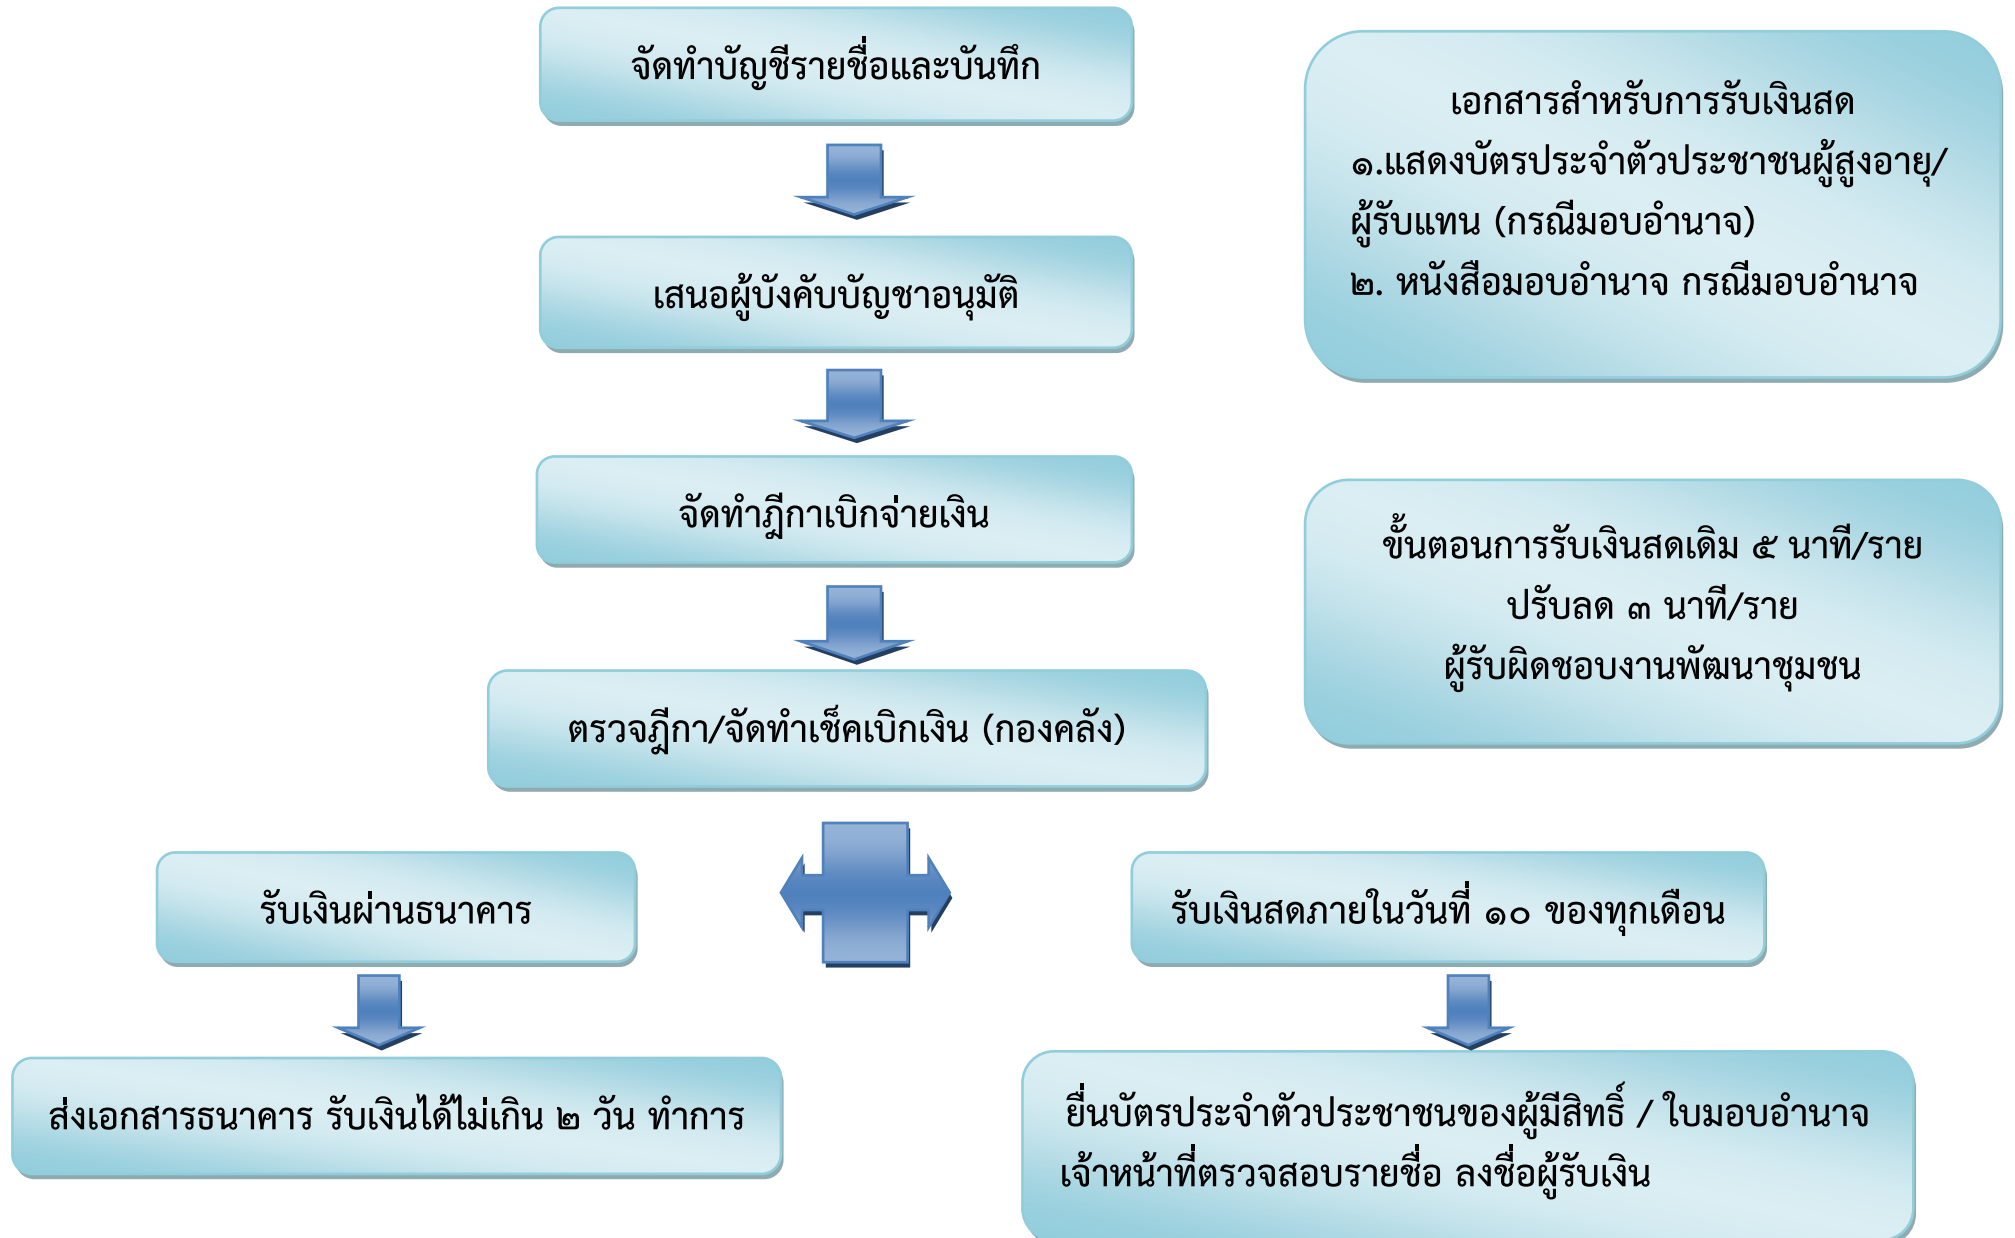 จัดทำบัญชีรายชื่อและบันทึก
เสนอผู้บังคับบัญชาอนุมัติ
จัดทำฎีกาเบิกจ่ายเงิน
ตรวจฎีกา/จัดทำเช็คเบิกเงิน (กองคลัง)
รับเงินผ่านธนาคาร
ส่งเอกสารธนาคาร รับเงินได้ไม่เกิน ๒ วัน ทำการ
รับเงินสดภายในวันที่ ๑๐ ของทุกเดือน
ยื่นบัตรประจำตัวประชาชนของผู้มีสิทธิ์ / ใบมอบอำนาจ
เจ้าหน้าที่ตรวจสอบรายชื่อ ลงชื่อผู้รับเงิน
เอกสารสำหรับการรับเงินสด
๑.แสดงบัตรประจำตัวประชาชนผู้สูงอายุ/
ผู้รับแทน (กรณีมอบอำนาจ)
๒. หนังสือมอบอำนาจ กรณีมอบอำนาจ
ขั้นตอนการรับเงินสดเดิม ๕ นาที/ราย
ปรับลด ๓ นาที/ราย
ผู้รับผิดชอบงานพัฒนาชุมชน